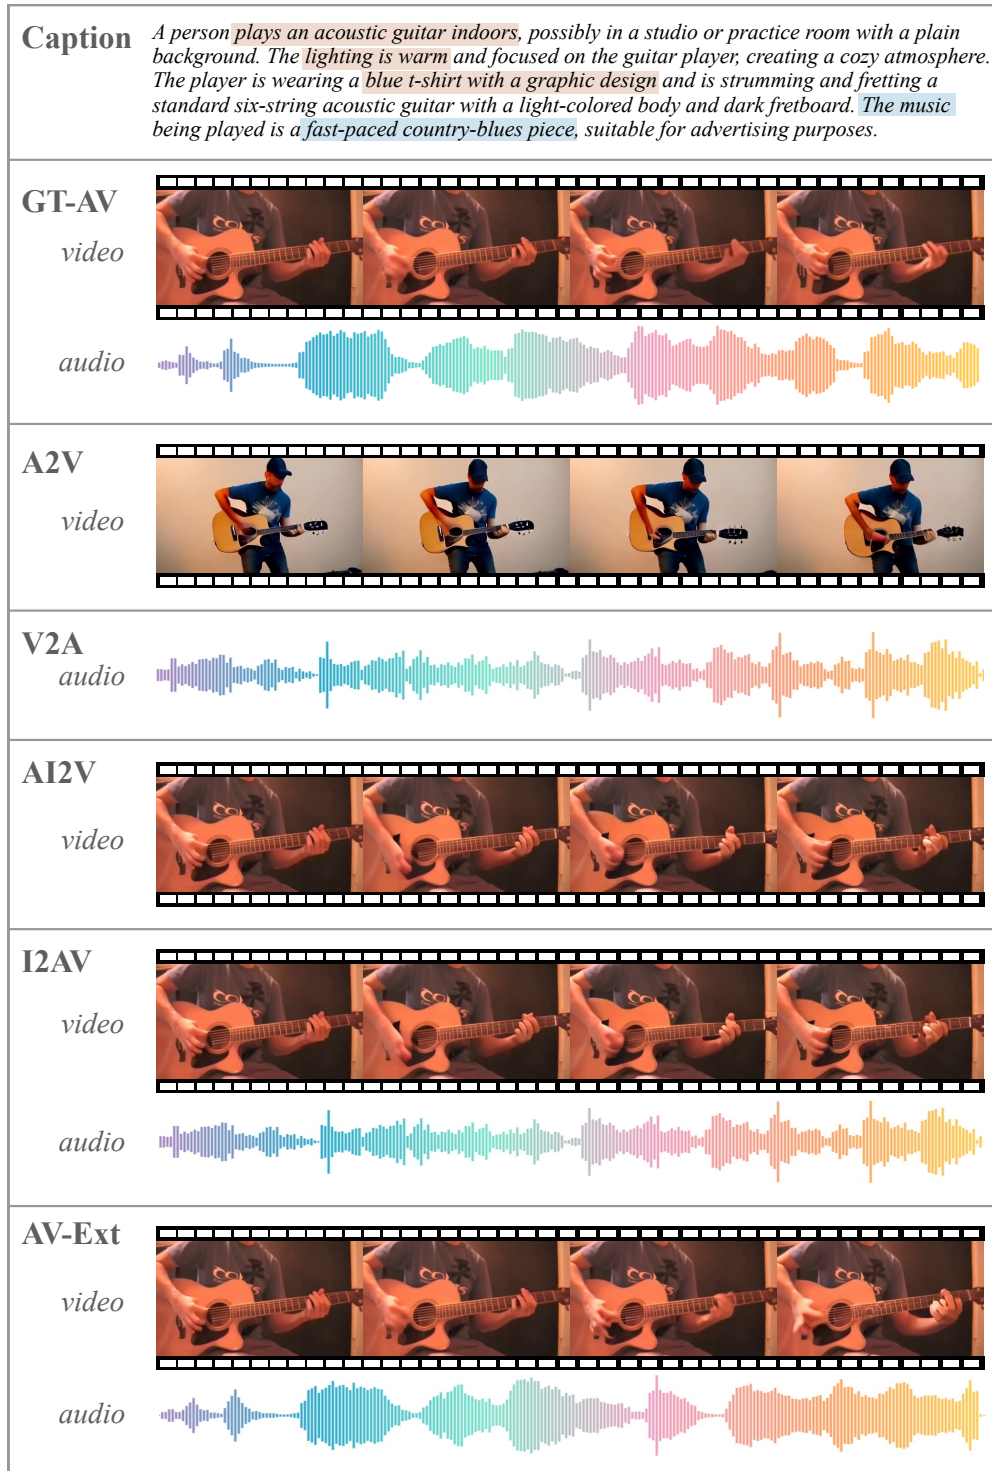 Caption
A person plays an acoustic guitar indoors, possibly in a studio or practice room with a plain
background. The lighting is warm and focused on the guitar player, creating a cozy atmosphere.
The player is wearing a blue t-shirt with a graphic design and is strumming and fretting a
standard six-string acoustic guitar with a light-colored body and dark fretboard. The music
being played is a fast-paced country-blues piece, suitable for advertising purposes.
GT-AV
video
audio
A2V
video
V2A
audio
AI2V
video
I2AV
video
audio
AV-Ext
video
audio